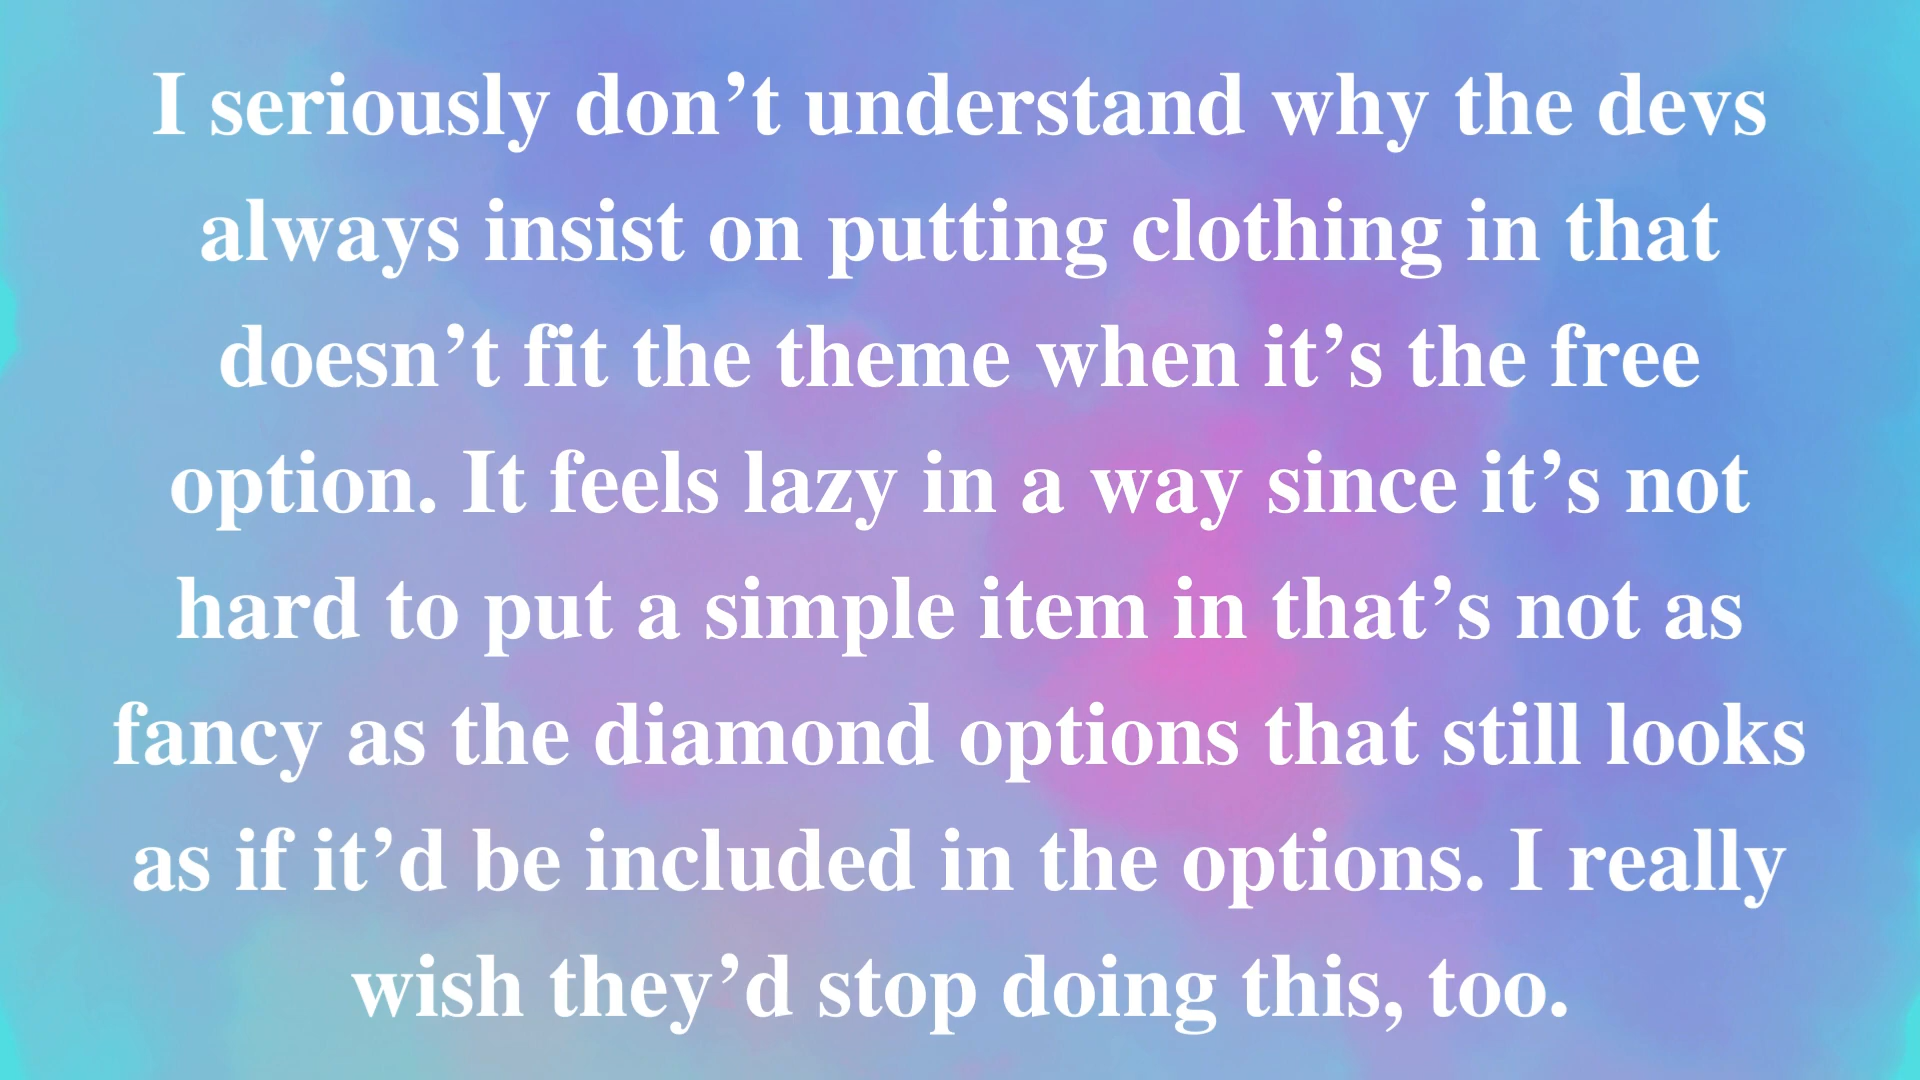 I seriously don’t understand why the devs
always insist on putting clothing in that
doesn’t fit the theme when it’s the free
option. It feels lazy in a way since it’s not
hard to put a simple item in that’s not as
fancy as the diamond options that still looks
as if it’d be included in the options. I really
wish they’d stop doing this, too.